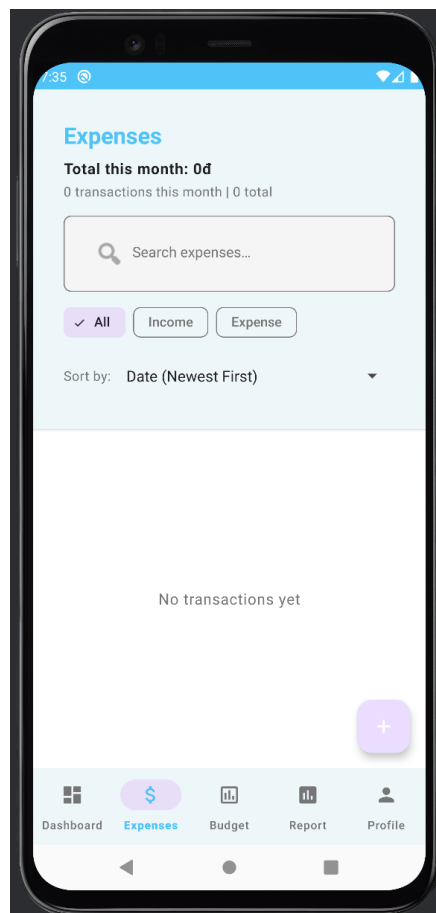 7:35
Expenses
Total this month: 0đ
0 transactions this month | 0 total
Search expenses...
All Income Expense
Sort by: Date (Newest First)
No transactions yet
+
$
Dashboard Expenses Budget Report Profile